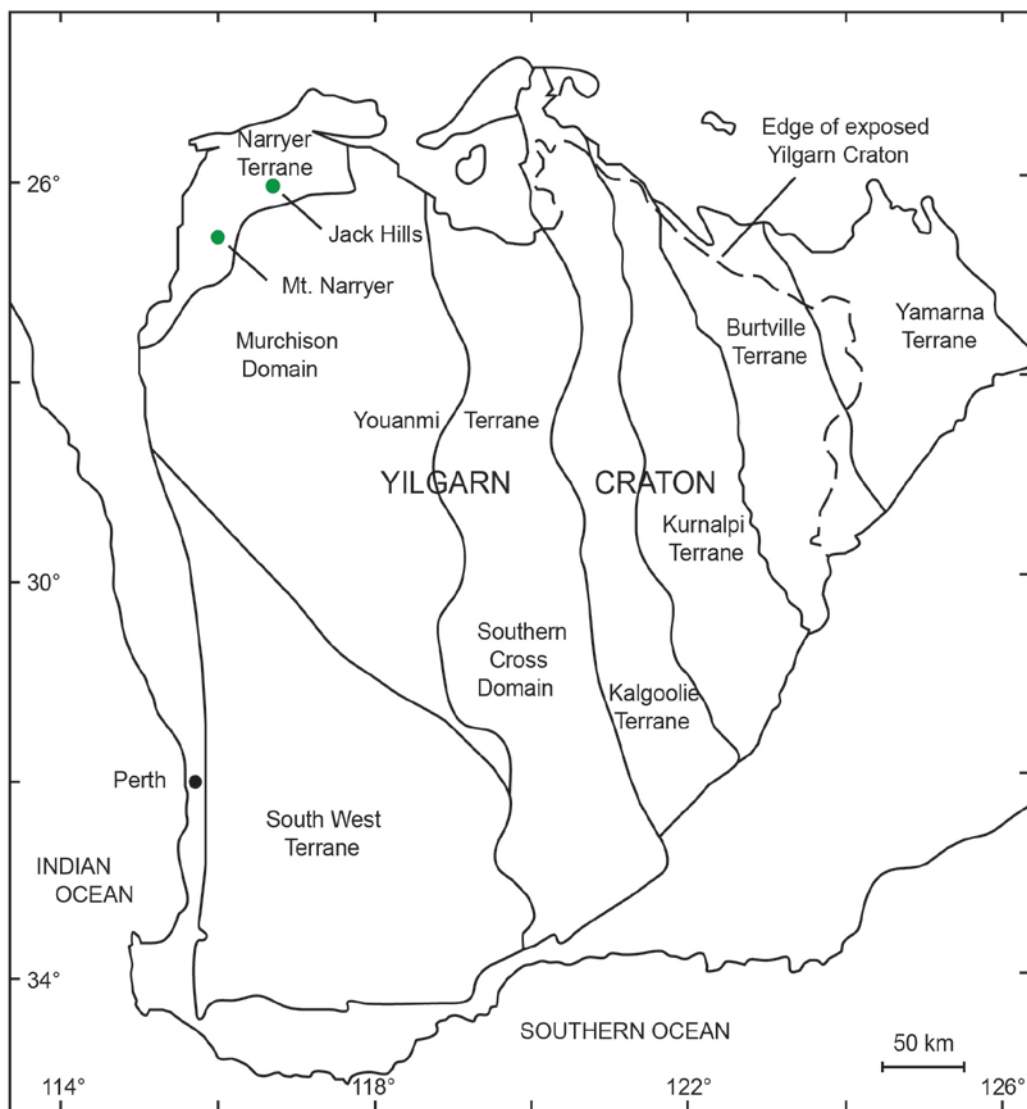 Narryer
Terrane
Edge of exposed
Yilgarn Craton
26°
Jack Hills
Mt. Narryer
Murchison
Domain
Burtville
Terrane
Yamarna
Terrane
Youanmi Terrane
YILGARN CRATON
Kurnalpi
Terrane
30°
Southern
Cross
Domain
Kalgoolie
Terrane
Perth
South West
Terrane
INDIAN
OCEAN
34°
SOUTHERN OCEAN
50 km
114° 118° 122° 126°